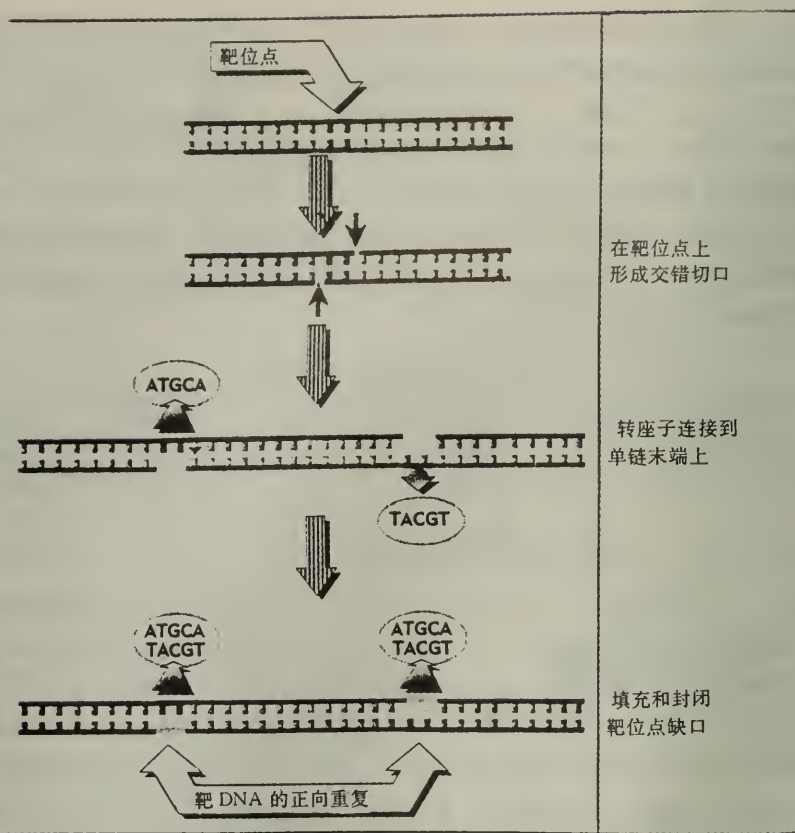 靶位点
在靶位点上
形成交错切口
ATGCA
转座子连接到
单链末端上
TACGT
ATGCA
TACGT
ATGCA
TACGT
填充和封闭
靶位点缺口
靶 DNA 的正向重复